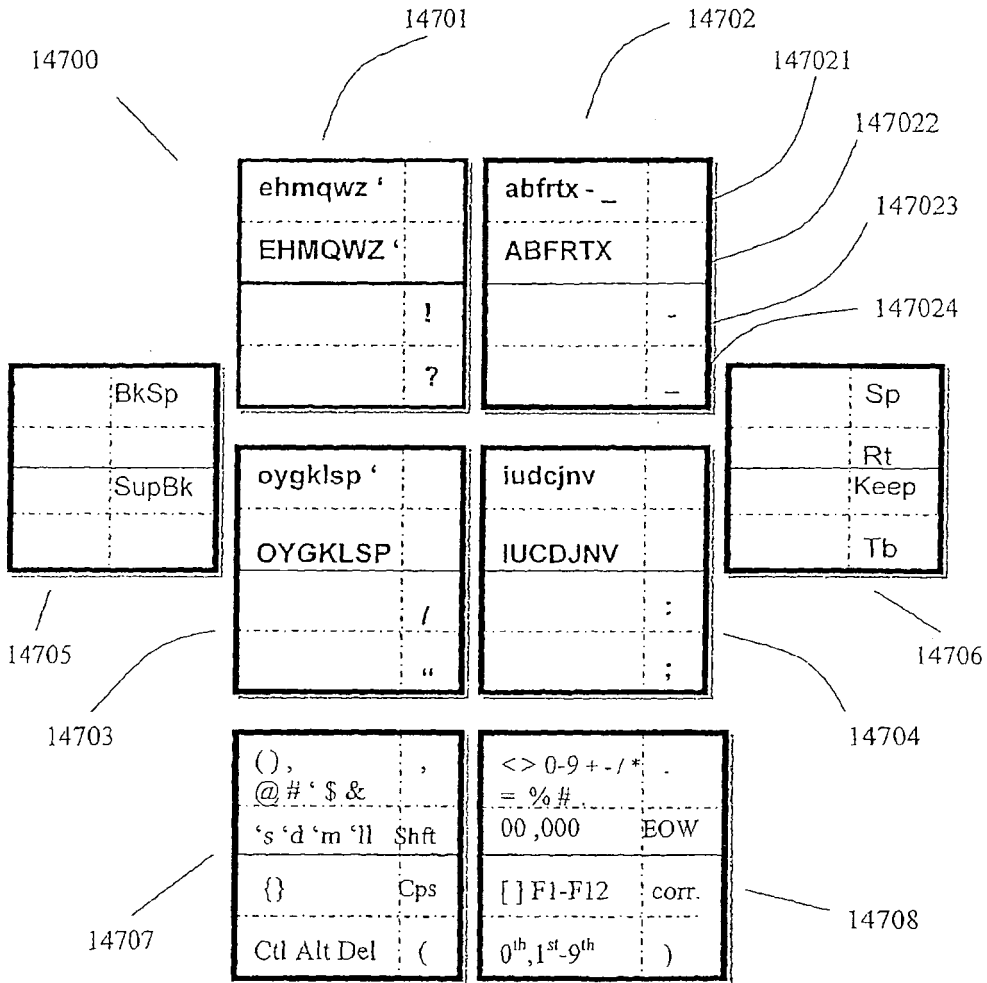 14701 14702
14700 147021
147022
ehmqwz ‘ abfrtx - _ 147023
EHMQWZ ‘ ABFRTX
! - 147024
? _
BkSp Sp
Rt
SupBk Keep
Tb
oygklsp ‘ iudcjnv
OYGKLSP IUCDJNV
/ :
“ ;
14705 14706
14703 14704
( ) , , < > 0-9 + - / * .
@ # ‘ $ & = % # .
‘s ‘d ‘m ‘ll Shft 00 ,000 EOW
{} Cps [ ] F1-F12 corr.
Ctl Alt Del ( 0th,1st-9th )
14707 14708